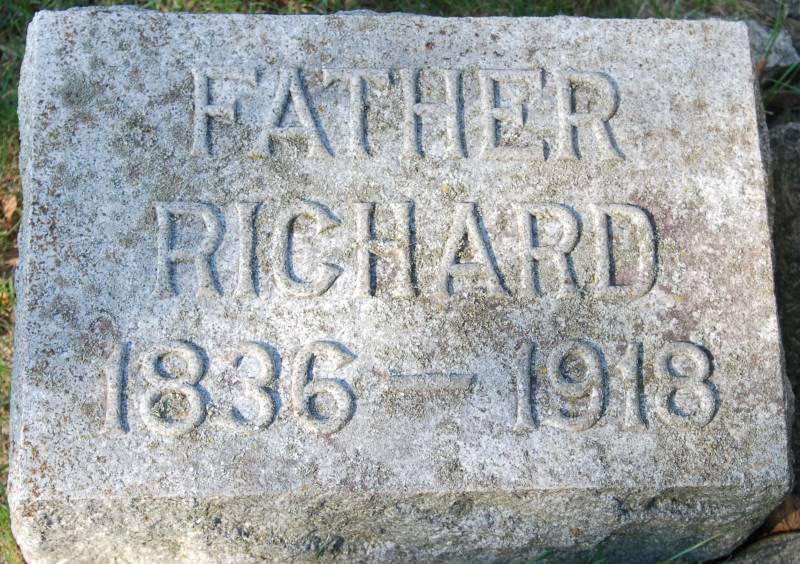 FATHER
RICHARD
1836 — 1918